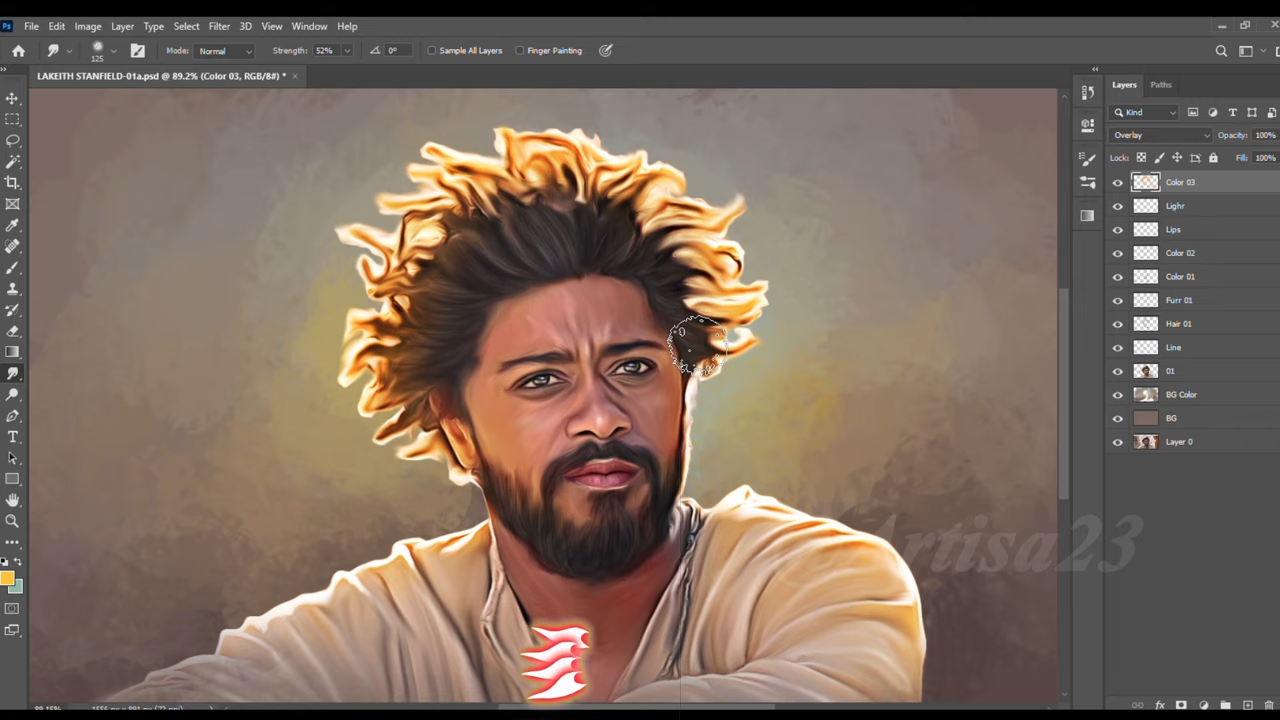 Ps File Edit Image Layer Type Select Filter 3D View Window Help
125 Mode: Normal Strength: 52% 0° Sample All Layers Finger Painting
LAKEITH STANFIELD-01a.psd @ 89.2% (Color 03, RGB/8#) * ×
Layers Paths
Kind
Overlay Opacity: 100%
Lock: Fill: 100%
Color 03
Lighr
Lips
Color 02
Color 01
Furr 01
Hair 01
Line
01
BG Color
BG
Layer 0
Artisa23